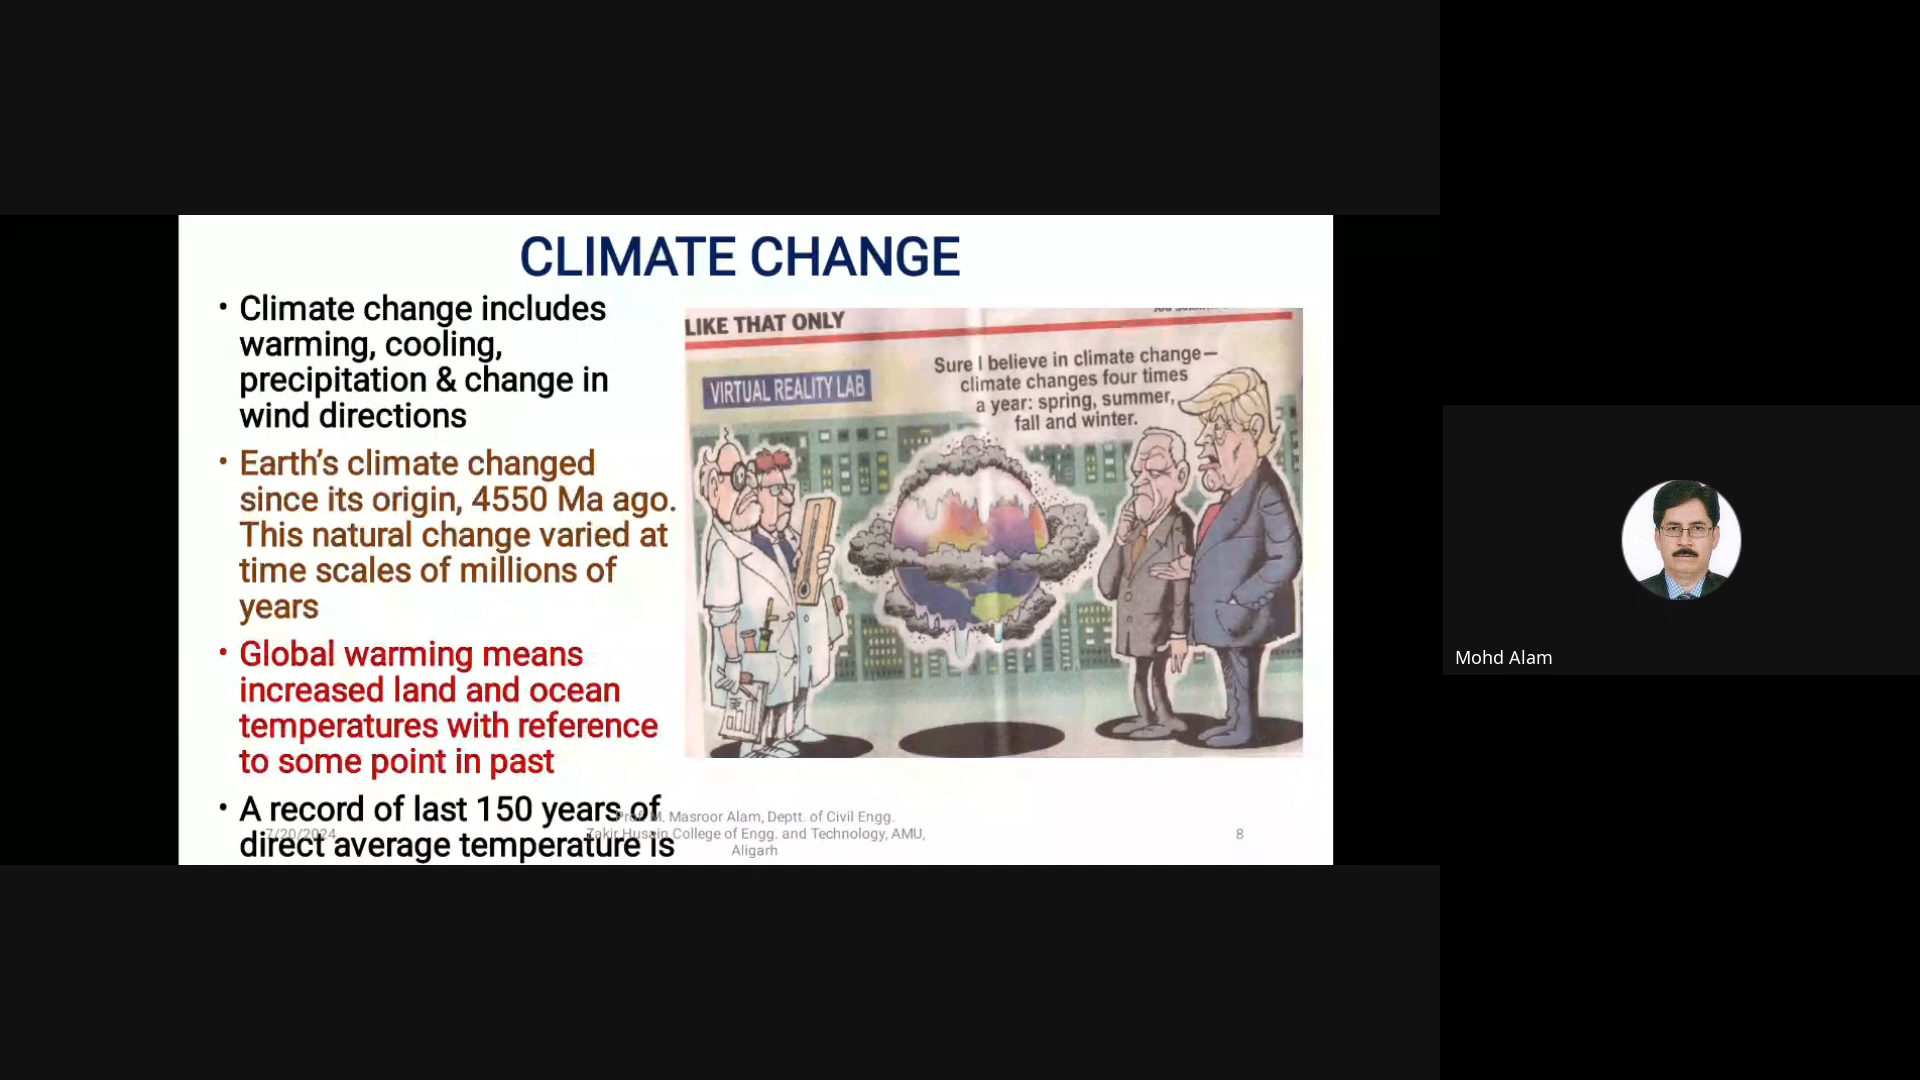 CLIMATE CHANGE
• Climate change includes
warming, cooling,
precipitation & change in
wind directions
• Earth's climate changed
since its origin, 4550 Ma ago.
This natural change varied at
time scales of millions of
years
• Global warming means
increased land and ocean
temperatures with reference
to some point in past
• A record of last 150 years of
direct average temperature is
LIKE THAT ONLY
VIRTUAL REALITY LAB
Sure I believe in climate change—
climate changes four times
a year: spring, summer,
fall and winter.
7/20/2024
Prof. M. Masroor Alam, Deptt. of Civil Engg.
Zakir Husain College of Engg. and Technology, AMU,
Aligarh
8
Mohd Alam